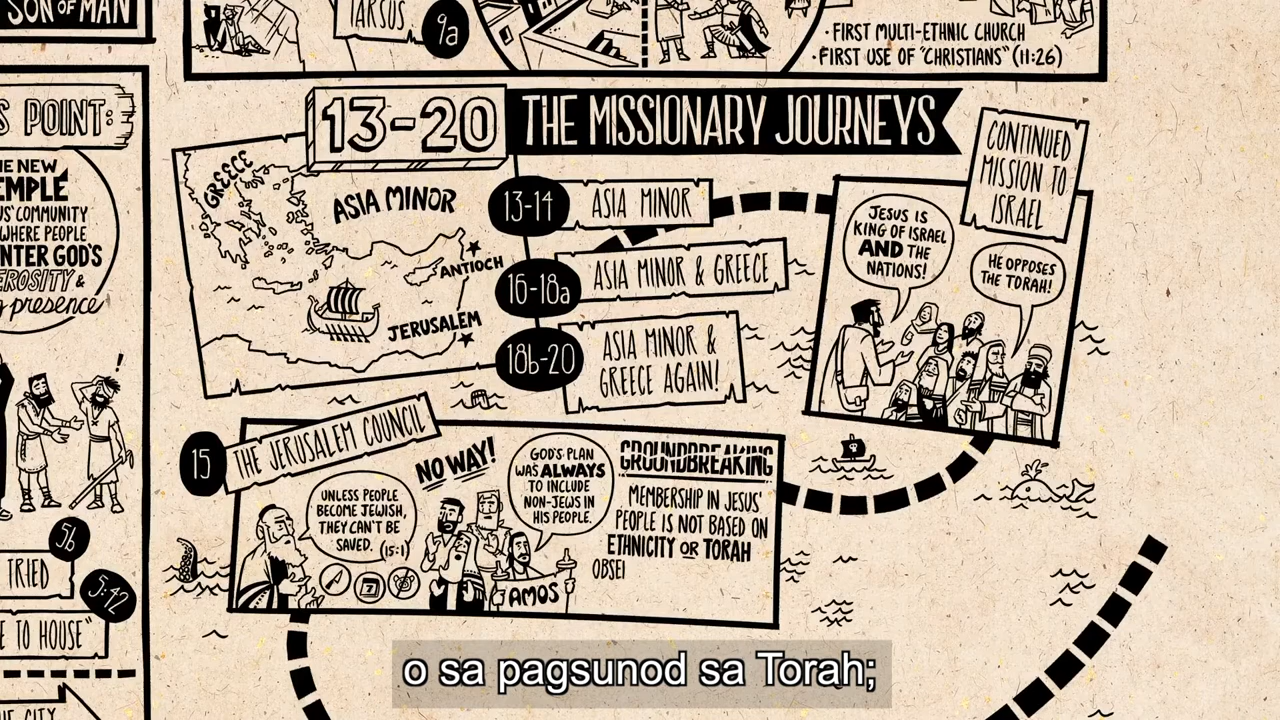 SON OF MAN
TARSUS
9a
• FIRST MULTI-ETHNIC CHURCH
• FIRST USE OF "CHRISTIANS" (11:26)
S POINT:
HE NEW
EMPLE
US' COMMUNITY
WHERE PEOPLE
NTER GOD'S
EROSITY &
presence
!
5b
TRIED
5:42
E TO HOUSE"
THE CITY
13-20
THE MISSIONARY JOURNEYS
GREECE
ASIA MINOR
ANTIOCH
JERUSALEM
13-14
ASIA MINOR
16-18a
ASIA MINOR & GREECE
18b-20
ASIA MINOR &
GREECE AGAIN!
CONTINUED
MISSION TO
ISRAEL
JESUS IS
KING OF ISRAEL
AND THE
NATIONS!
HE OPPOSES
THE TORAH!
15
THE JERUSALEM COUNCIL
UNLESS PEOPLE
BECOME JEWISH,
THEY CAN'T BE
SAVED. (15:1)
7
NO WAY!
GOD'S PLAN
WAS ALWAYS
TO INCLUDE
NON-JEWS IN
HIS PEOPLE.
AMOS
GROUNDBREAKING
MEMBERSHIP IN JESUS'
PEOPLE IS NOT BASED ON
ETHNICITY OR TORAH
OBSE
o sa pagsunod sa Torah;